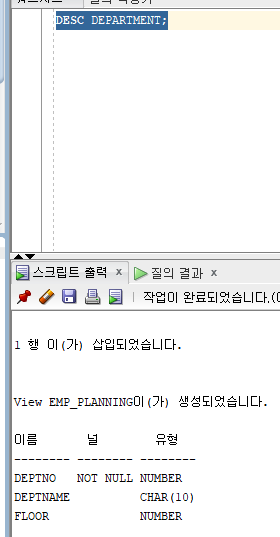 DESC DEPARTMENT;
스크립트 출력 x 질의 결과 x
작업이 완료되었습니다.(
1 행 이(가) 삽입되었습니다.
View EMP_PLANNING이(가) 생성되었습니다.
이름 널 유형
-------- -------- --------
DEPTNO NOT NULL NUMBER
DEPTNAME CHAR(10)
FLOOR NUMBER